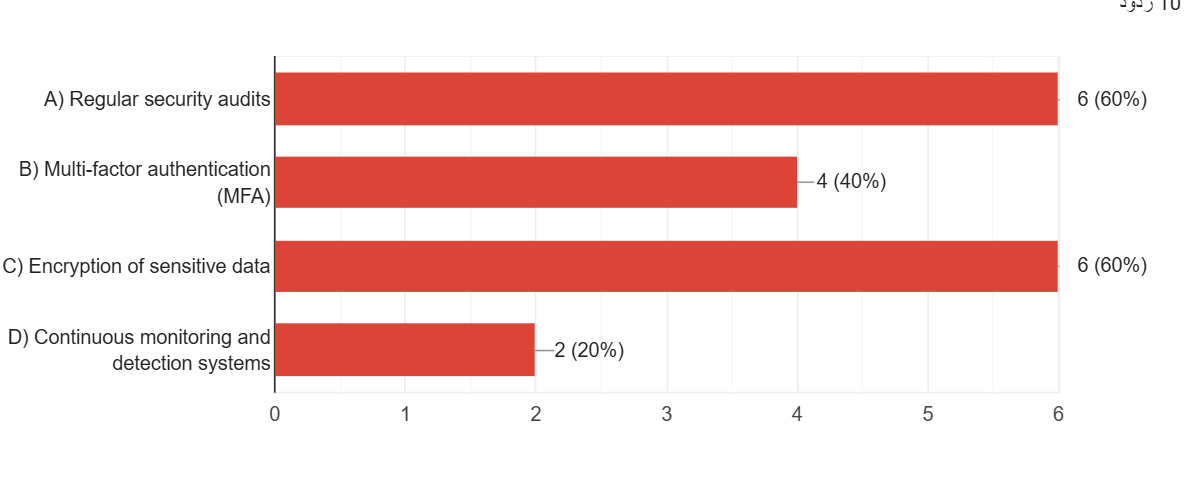 10 ردود
A) Regular security audits
6 (60%)
B) Multi-factor authentication
(MFA)
4 (40%)
C) Encryption of sensitive data
6 (60%)
D) Continuous monitoring and
detection systems
2 (20%)
0 1 2 3 4 5 6